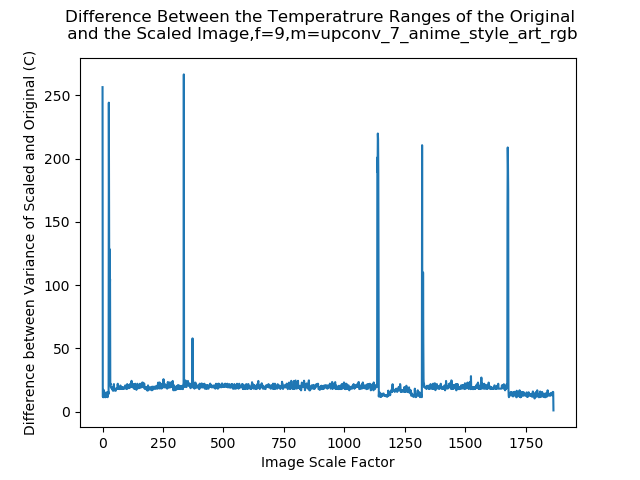 Difference Between the Temperatrure Ranges of the Original
and the Scaled Image,f=9,m=upconv_7_anime_style_art_rgb
Difference between Variance of Scaled and Original (C)
250
200
150
100
50
0
0 250 500 750 1000 1250 1500 1750
Image Scale Factor